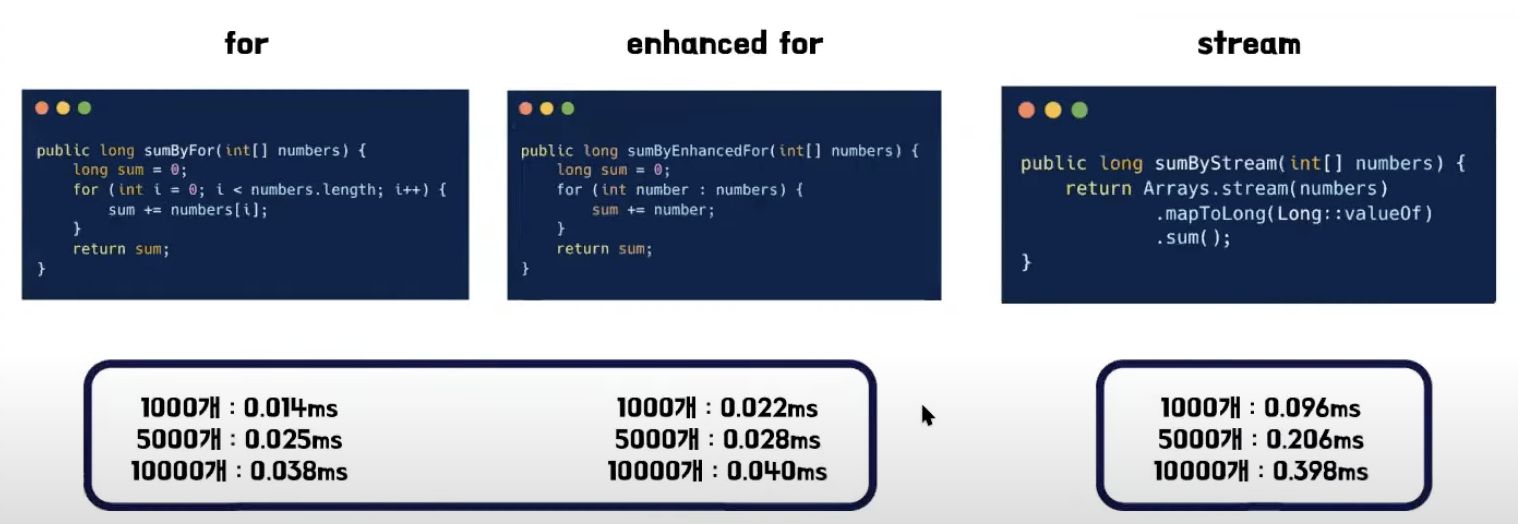 for
public long sumByFor(int[] numbers) {
    long sum = 0;
    for (int i = 0; i < numbers.length; i++) {
        sum += numbers[i];
    }
    return sum;
}
1000개 : 0.014ms
5000개 : 0.025ms
10000개 : 0.038ms
enhanced for
public long sumByEnhancedFor(int[] numbers) {
    long sum = 0;
    for (int number : numbers) {
        sum += number;
    }
    return sum;
}
1000개 : 0.022ms
5000개 : 0.028ms
10000개 : 0.040ms
stream
public long sumByStream(int[] numbers) {
    return Arrays.stream(numbers)
            .mapToLong(Long::valueOf)
            .sum();
}
1000개 : 0.096ms
5000개 : 0.206ms
10000개 : 0.398ms